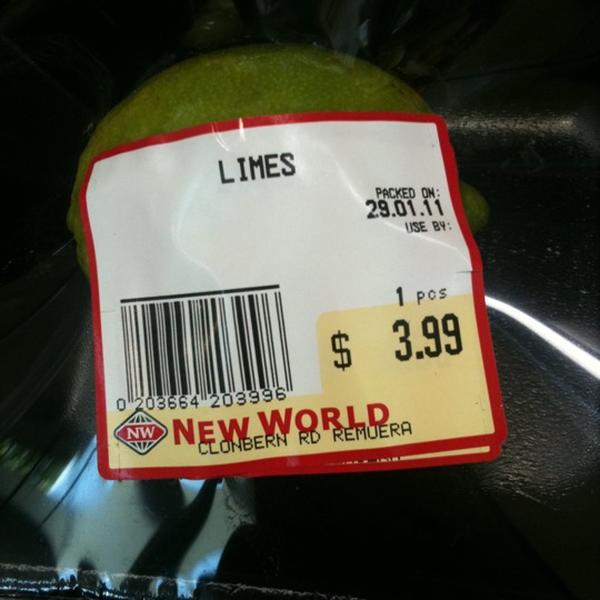 LIMES
PACKED ON:
29.01.11
USE BY:
1 pcs
$ 3.99
0 203664 203996
NW NEW WORLD
CLONBERN RD REMUERA